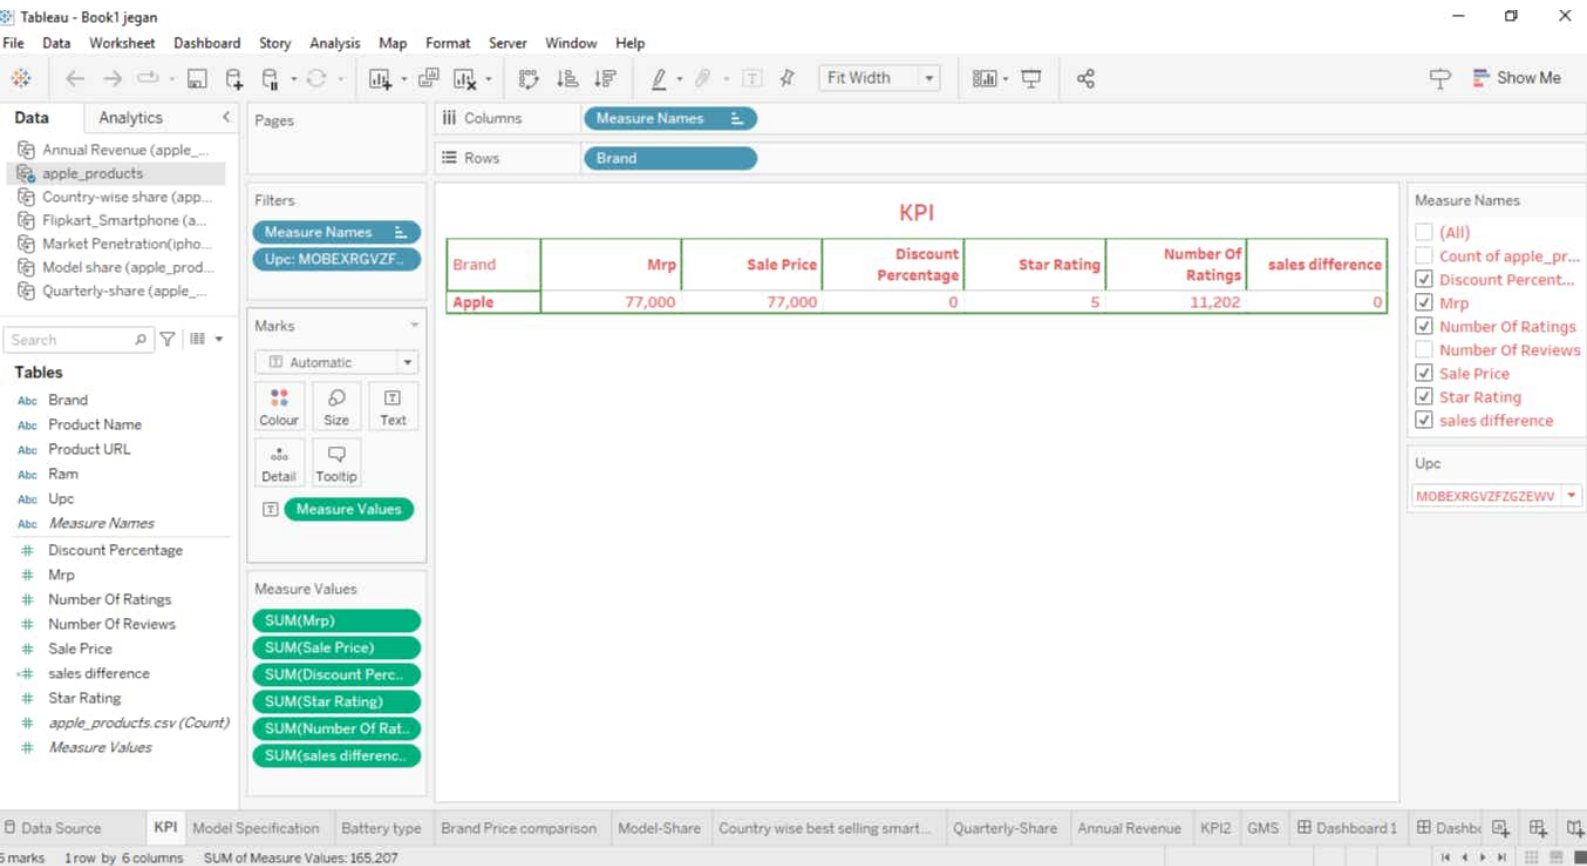 Tableau - Book1 jegan
File Data Worksheet Dashboard Story Analysis Map Format Server Window Help
Fit Width
Show Me
Data Analytics
Annual Revenue (apple_...
apple_products
Country-wise share (app...
Flipkart_Smartphone (a...
Market Penetration(ipho...
Model share (apple_prod...
Quarterly-share (apple_...
Search
Tables
Abc Brand
Abc Product Name
Abc Product URL
Abc Ram
Abc Upc
Abc Measure Names
# Discount Percentage
# Mrp
# Number Of Ratings
# Number Of Reviews
# Sale Price
# sales difference
# Star Rating
# apple_products.csv (Count)
# Measure Values
Pages
Filters
Measure Names
Upc: MOBEXRGVZF..
Marks
Automatic
Colour Size Text
Detail Tooltip
Measure Values
Measure Values
SUM(Mrp)
SUM(Sale Price)
SUM(Discount Perc..
SUM(Star Rating)
SUM(Number Of Rat..
SUM(sales differenc..
Columns Measure Names
Rows Brand
KPI
Brand Mrp Sale Price Discount Percentage Star Rating Number Of Ratings sales difference
Apple 77,000 77,000 0 5 11,202 0
Measure Names
(All)
Count of apple_pr...
Discount Percent...
Mrp
Number Of Ratings
Number Of Reviews
Sale Price
Star Rating
sales difference
Upc
MOBEXRGVZFZGZEWV
Data Source KPI Model Specification Battery type Brand Price comparison Model-Share Country wise best selling smart... Quarterly-Share Annual Revenue KPI2 GMS Dashboard 1
marks 1 row by 6 columns SUM of Measure Values: 165,207